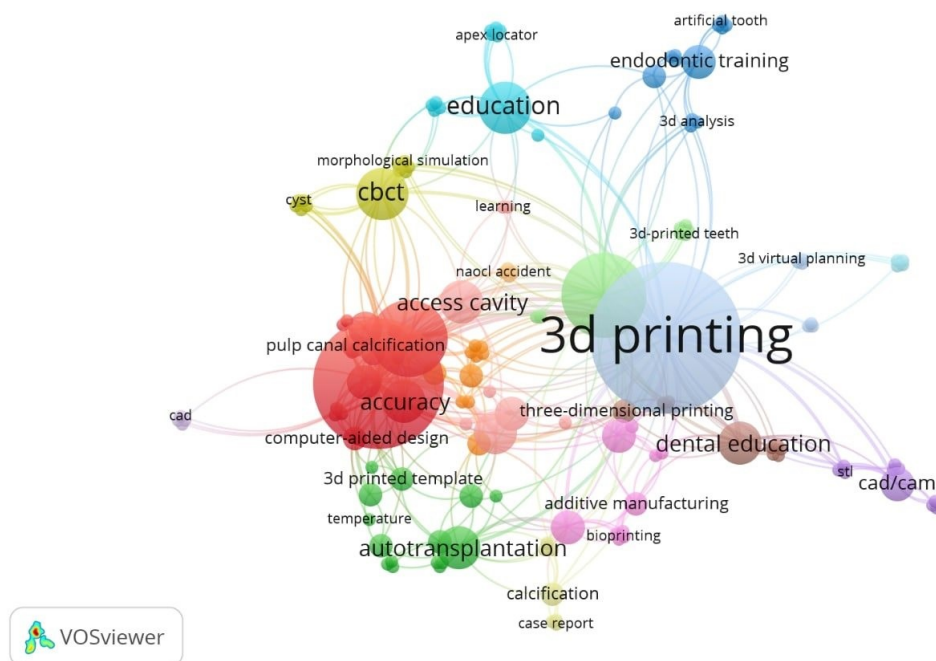 artificial tooth
apex locator
endodontic training
education
3d analysis
morphological simulation
cbct
cyst
learning
3d-printed teeth
3d virtual planning
naocl accident
access cavity
3d printing
pulp canal calcification
accuracy
three-dimensional printing
cad
computer-aided design
dental education
stl
3d printed template
cad/cam
additive manufacturing
temperature
bioprinting
autotransplantation
calcification
case report
VOSviewer